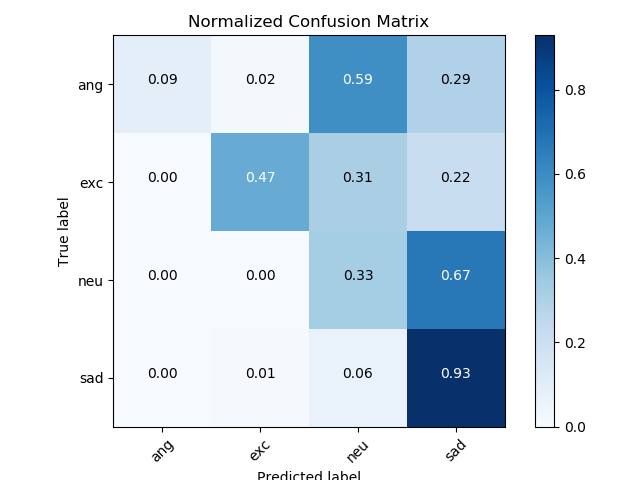 Normalized Confusion Matrix
True label
ang 0.09 0.02 0.59 0.29
exc 0.00 0.47 0.31 0.22
neu 0.00 0.00 0.33 0.67
sad 0.00 0.01 0.06 0.93
ang exc neu sad
Predicted label
0.8
0.6
0.4
0.2
0.0